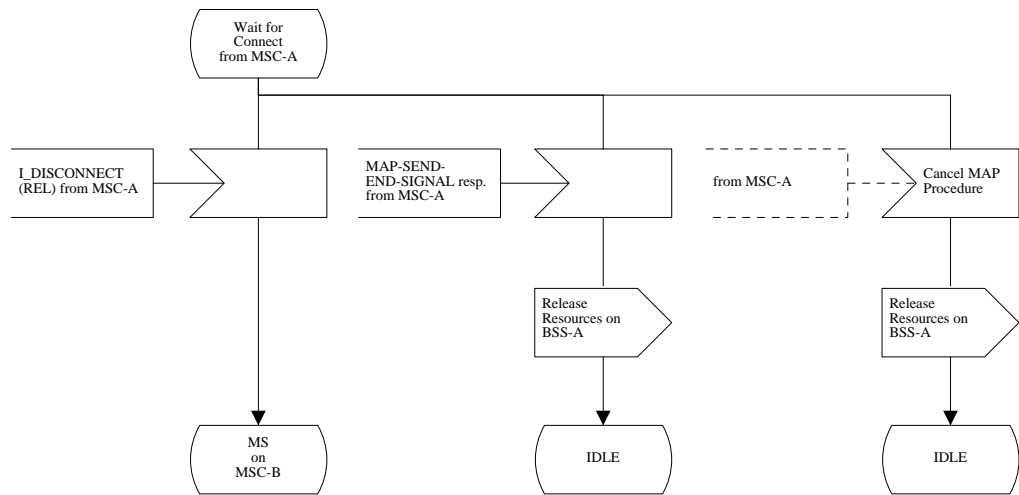 Wait for
Connect
from MSC-A
I_DISCONNECT
(REL) from MSC-A
MAP-SEND-
END-SIGNAL resp.
from MSC-A
from MSC-A
Cancel MAP
Procedure
Release
Resources on
BSS-A
Release
Resources on
BSS-A
MS
on
MSC-B
IDLE
IDLE